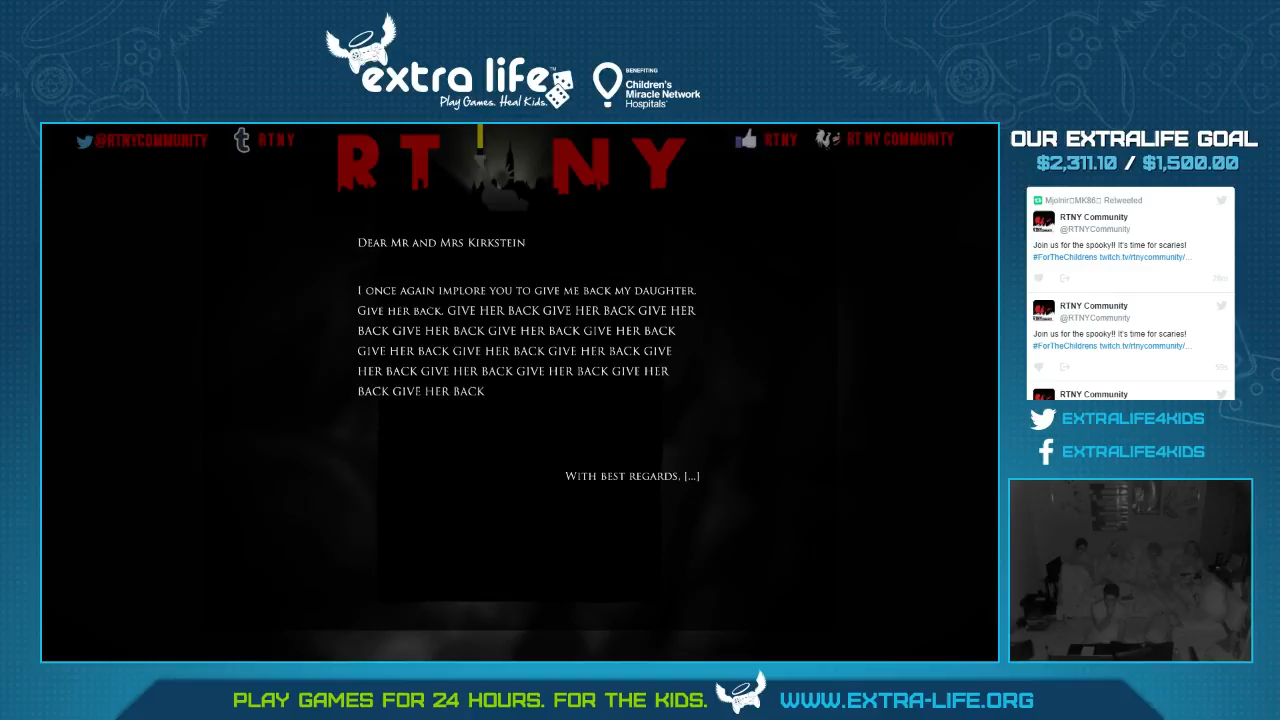 extra life™
Play Games. Heal Kids.
BENEFITING
Children's
Miracle Network
Hospitals
@RTNYCOMMUNITY
RTNY
RT NY
RTNY
RT NY COMMUNITY
OUR EXTRALIFE GOAL
$2,311.10 / $1,500.00
Dear Mr and Mrs Kirkstein
I once again implore you to give me back my daughter.
Give her back. GIVE HER BACK GIVE HER BACK GIVE HER
BACK GIVE HER BACK GIVE HER BACK GIVE HER BACK
GIVE HER BACK GIVE HER BACK GIVE HER BACK GIVE
HER BACK GIVE HER BACK GIVE HER BACK GIVE HER
BACK GIVE HER BACK
With best regards, [...]
Retweeted
RTNY Community
@RTNYCommunity
Join us for the spooky!! It's time for scaries!
#ForTheChildrens twitch.tv/rtnycommunity/...
RTNY Community
@RTNYCommunity
Join us for the spooky!! It's time for scaries!
#ForTheChildrens twitch.tv/rtnycommunity/...
RTNY Community
EXTRALIFE4KIDS
EXTRALIFE4KIDS
PLAY GAMES FOR 24 HOURS. FOR THE KIDS.
WWW.EXTRA-LIFE.ORG